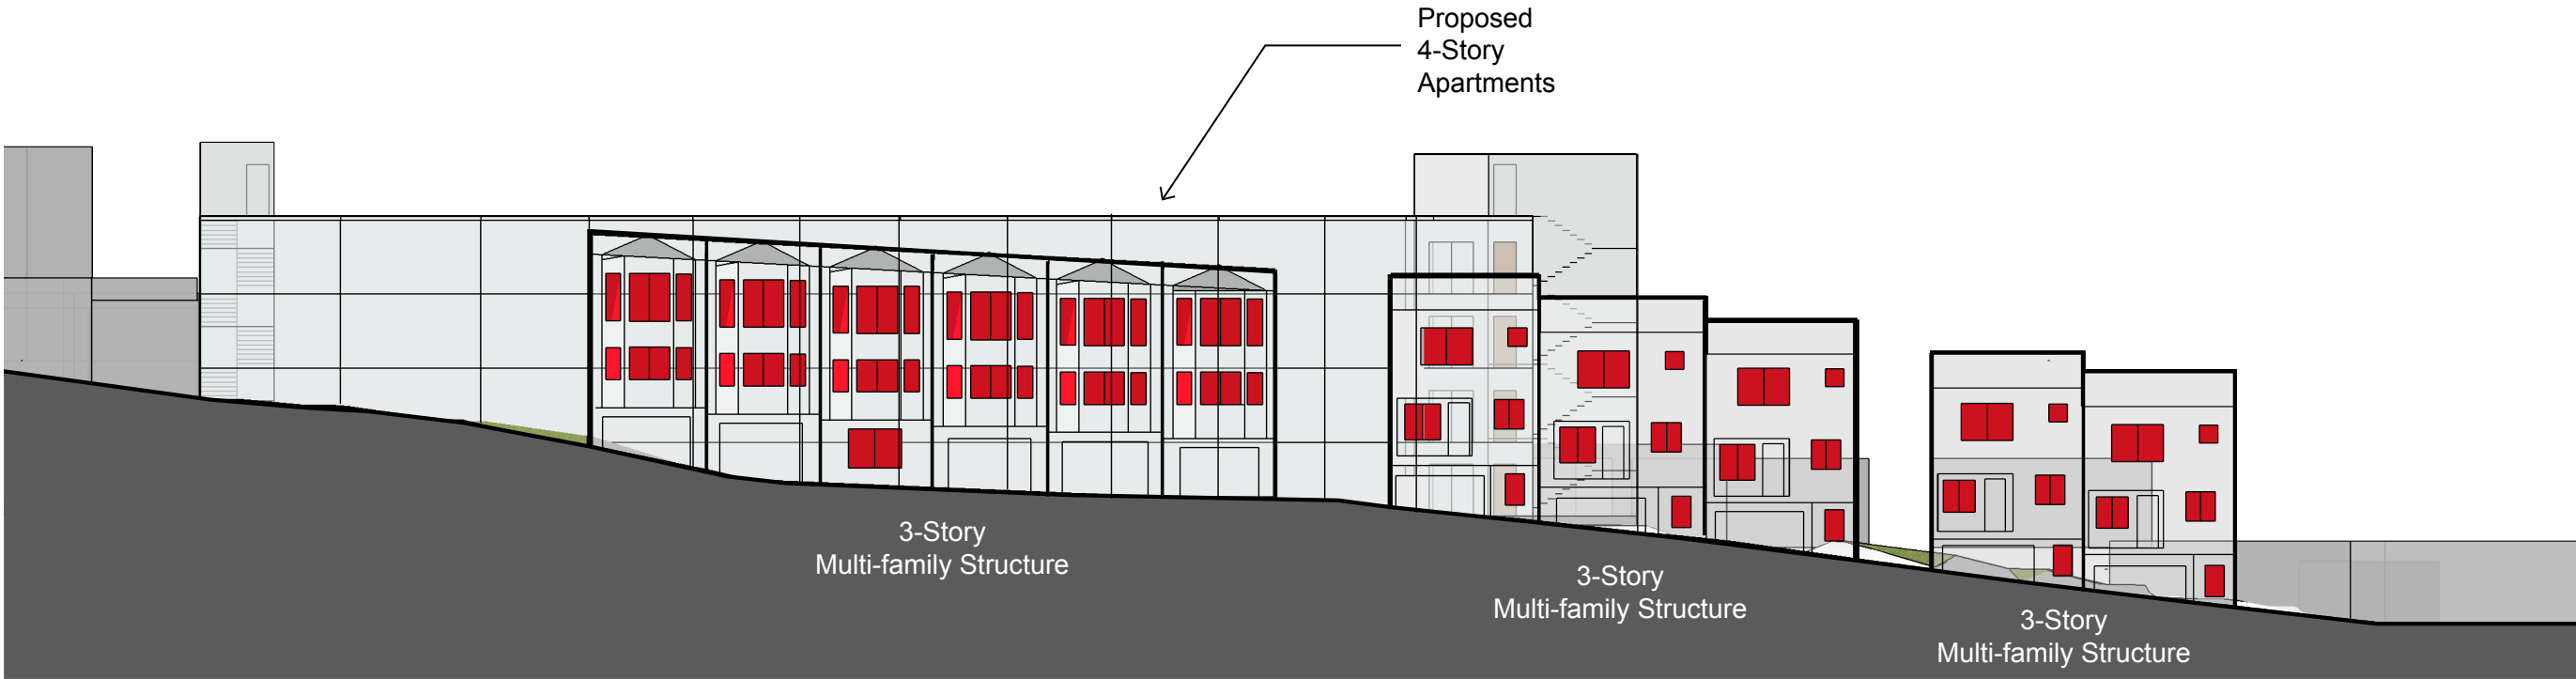 Proposed
4-Story
Apartments
3-Story
Multi-family Structure
3-Story
Multi-family Structure
3-Story
Multi-family Structure